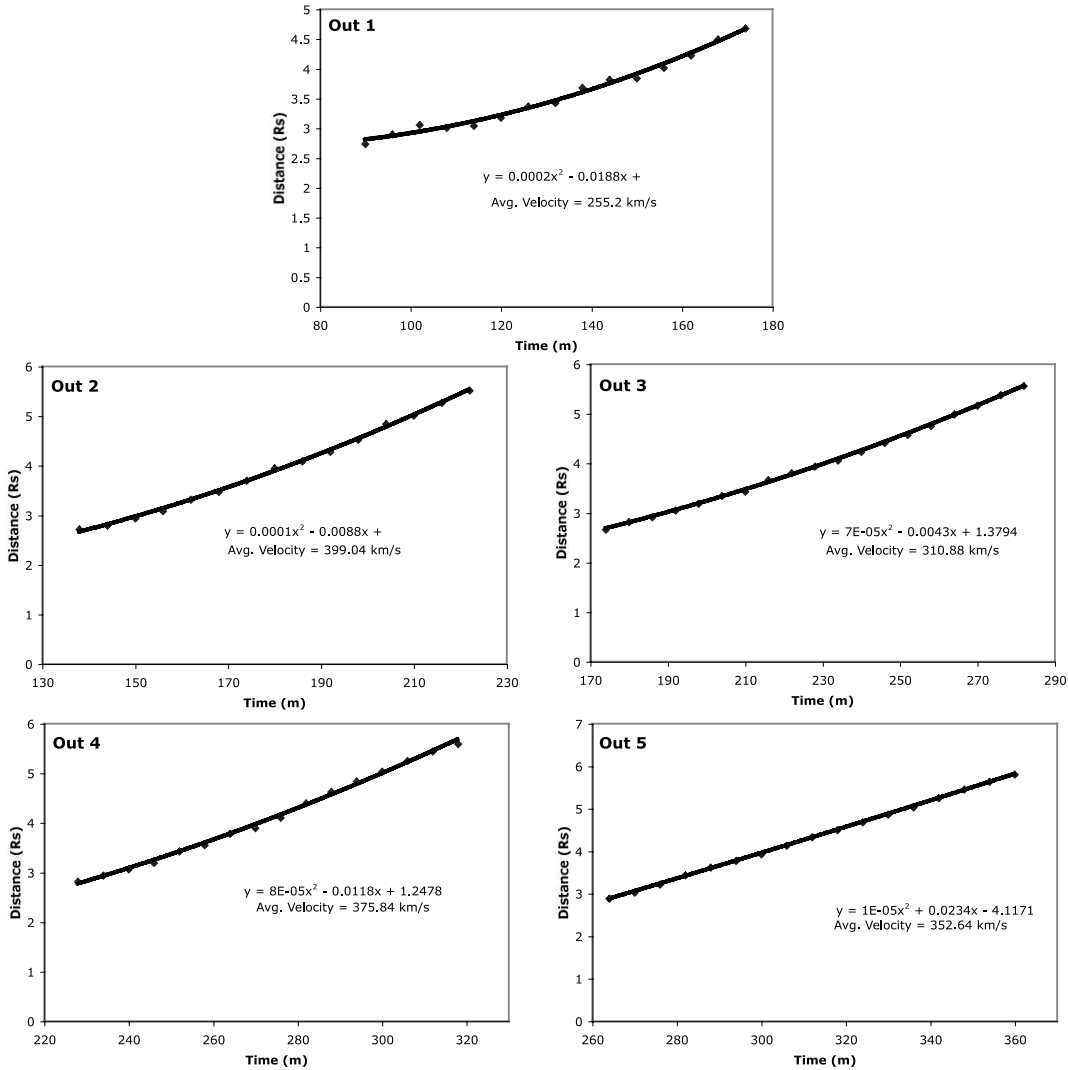 Out 1
5
4.5
4
3.5
3
2.5
2
1.5
1
0.5
0
Distance (Rs)
y = 0.0002x² - 0.0188x +
Avg. Velocity = 255.2 km/s
80 100 120 140 160 180
Time (m)
Out 2
6
5
4
3
2
1
0
Distance (Rs)
y = 0.0001x² - 0.0088x +
Avg. Velocity = 399.04 km/s
130 150 170 190 210 230
Time (m)
Out 3
6
5
4
3
2
1
0
Distance (Rs)
y = 7E-05x² - 0.0043x + 1.3794
Avg. Velocity = 310.88 km/s
170 190 210 230 250 270 290
Time (m)
Out 4
6
5
4
3
2
1
0
Distance (Rs)
y = 8E-05x² - 0.0118x + 1.2478
Avg. Velocity = 375.84 km/s
220 240 260 280 300 320
Time (m)
Out 5
7
6
5
4
3
2
1
0
Distance (Rs)
y = 1E-05x² + 0.0234x - 4.1171
Avg. Velocity = 352.64 km/s
260 280 300 320 340 360
Time (m)